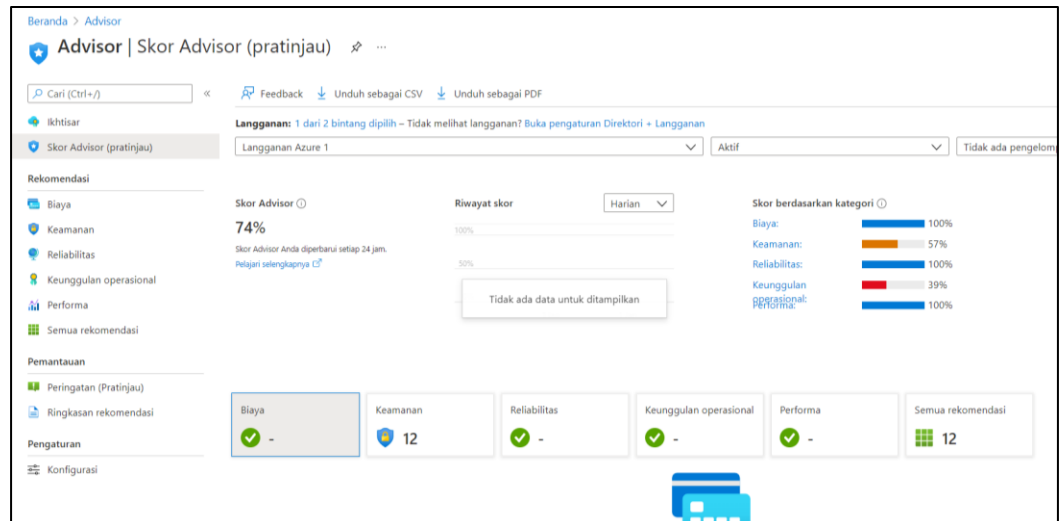 Beranda > Advisor
Advisor | Skor Advisor (pratinjau)
Cari (Ctrl+/)
«
Feedback
Unduh sebagai CSV
Unduh sebagai PDF
Ikhtisar
Skor Advisor (pratinjau)
Rekomendasi
Biaya
Keamanan
Reliabilitas
Keunggulan operasional
Performa
Semua rekomendasi
Pemantauan
Peringatan (Pratinjau)
Ringkasan rekomendasi
Pengaturan
Konfigurasi
Langganan: 1 dari 2 bintang dipilih – Tidak melihat langganan? Buka pengaturan Direktori + Langganan
Langganan Azure 1
Aktif
Tidak ada pengelomp
Skor Advisor
74%
Skor Advisor Anda diperbarui setiap 24 jam.
Pelajari selengkapnya
Riwayat skor
Harian
100%
50%
Tidak ada data untuk ditampilkan
Skor berdasarkan kategori
Biaya: 100%
Keamanan: 57%
Reliabilitas: 100%
Keunggulan operasional: 39%
Performa: 100%
Biaya
-
Keamanan
12
Reliabilitas
-
Keunggulan operasional
-
Performa
-
Semua rekomendasi
12